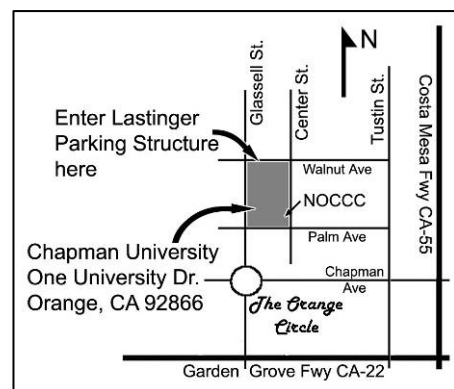 N
Glassell St.
Center St.
Tustin St.
Costa Mesa Fwy CA-55
Enter Lastinger
Parking Structure
here
Walnut Ave
NOCCC
Palm Ave
Chapman University
One University Dr.
Orange, CA 92866
Chapman
Ave
The Orange
Circle
Garden Grove Fwy CA-22